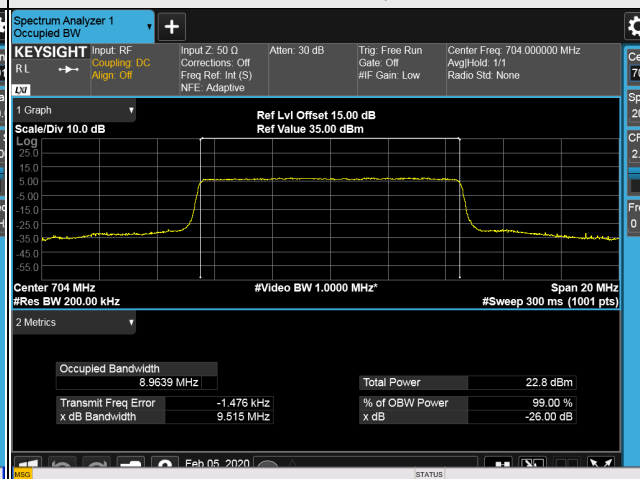 Spectrum Analyzer 1
Occupied BW
KEYSIGHT Input: RF Input Z: 50 Ω Atten: 30 dB Trig: Free Run Center Freq: 704.000000 MHz
RL Coupling: DC Corrections: Off Gate: Off Avg|Hold: 1/1
Align: Off Freq Ref: Int (S) #IF Gain: Low Radio Std: None
LXI NFE: Adaptive
1 Graph Ref Lvl Offset 15.00 dB
Scale/Div 10.0 dB Ref Value 35.00 dBm
Log
25.0
15.0
5.00
-5.00
-15.0
-25.0
-35.0
-45.0
-55.0
Center 704 MHz #Video BW 1.0000 MHz* Span 20 MHz
#Res BW 200.00 kHz #Sweep 300 ms (1001 pts)
2 Metrics
Occupied Bandwidth
8.9639 MHz Total Power 22.8 dBm
Transmit Freq Error -1.476 kHz % of OBW Power 99.00 %
x dB Bandwidth 9.515 MHz x dB -26.00 dB
Feb 05, 2020
MSG STATUS